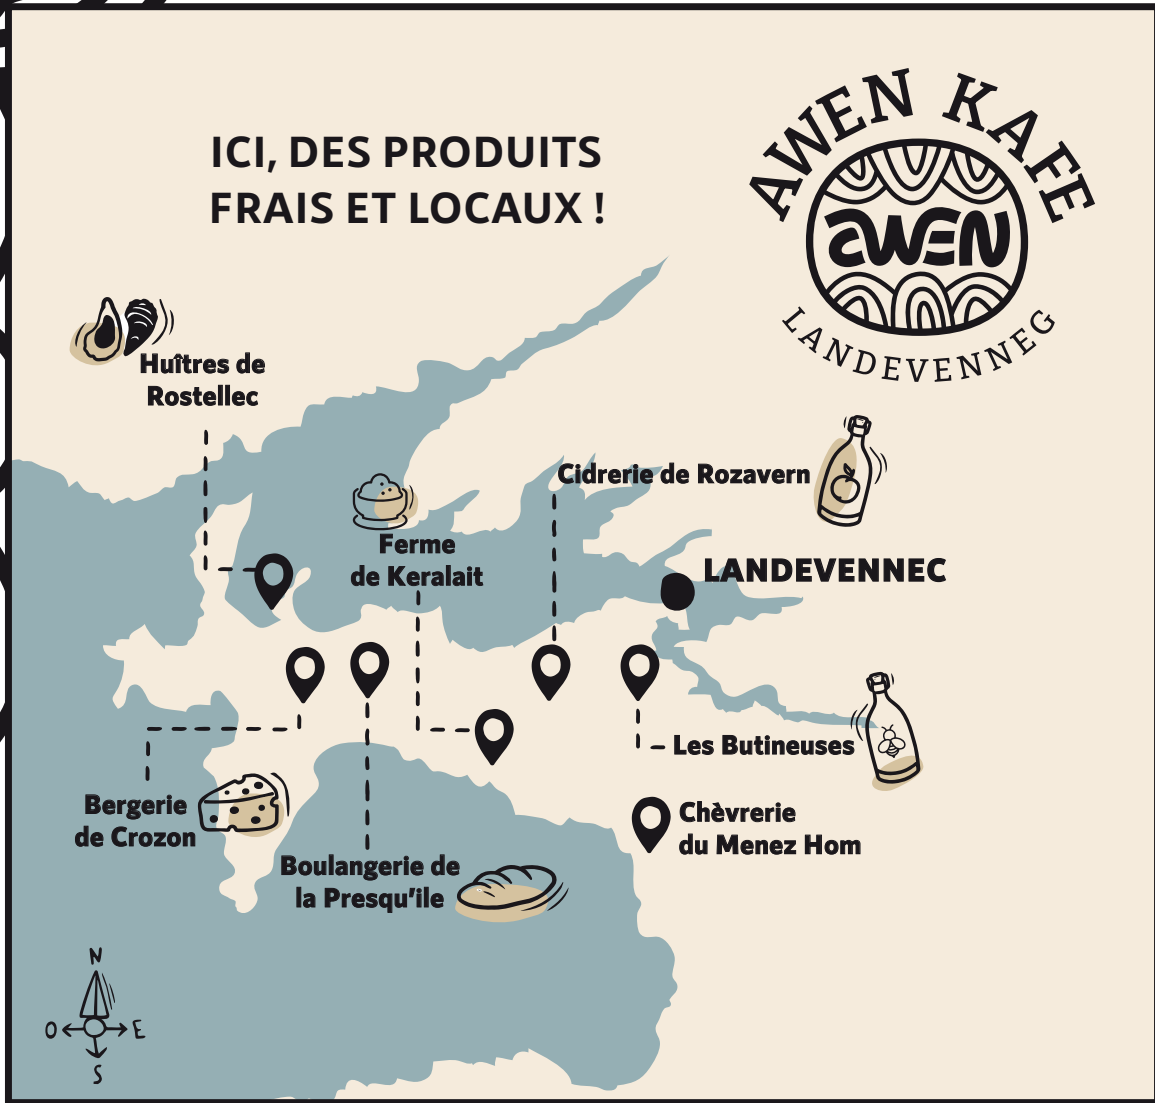 AWEN KAFE
awen
LANDEVENNEG
ICI, DES PRODUITS
FRAIS ET LOCAUX !
Huîtres de
Rostellec
Cidrerie de Rozavern
Ferme
de Keralait
LANDEVENNEC
Les Butineuses
Bergerie
de Crozon
Chèvrerie
du Menez Hom
Boulangerie de
la Presqu'ile
N
O E
S